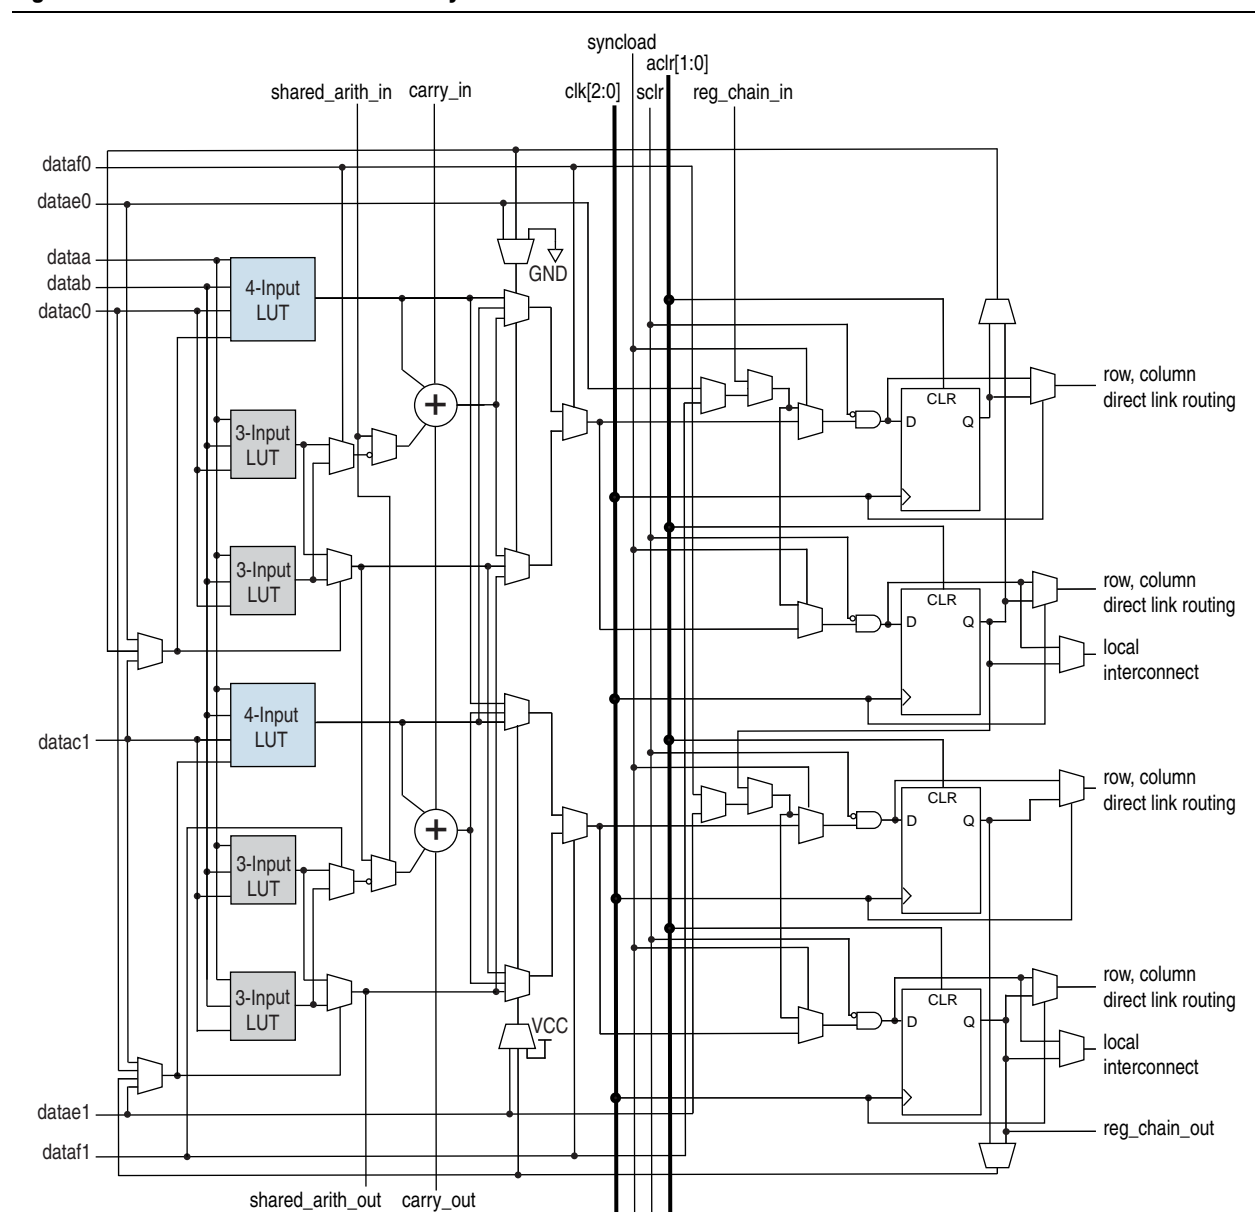 syncload
aclr[1:0]
shared_arith_in carry_in clk[2:0] sclr reg_chain_in
dataf0
datae0
dataa
datab
datac0
GND
4-Input
LUT
row, column
direct link routing
CLR
D Q
+
3-Input
LUT
3-Input
LUT
row, column
direct link routing
CLR
D Q
local
interconnect
4-Input
LUT
datac1
row, column
direct link routing
CLR
D Q
+
3-Input
LUT
3-Input
LUT
row, column
direct link routing
CLR
D Q
VCC
local
interconnect
datae1
reg_chain_out
dataf1
shared_arith_out carry_out